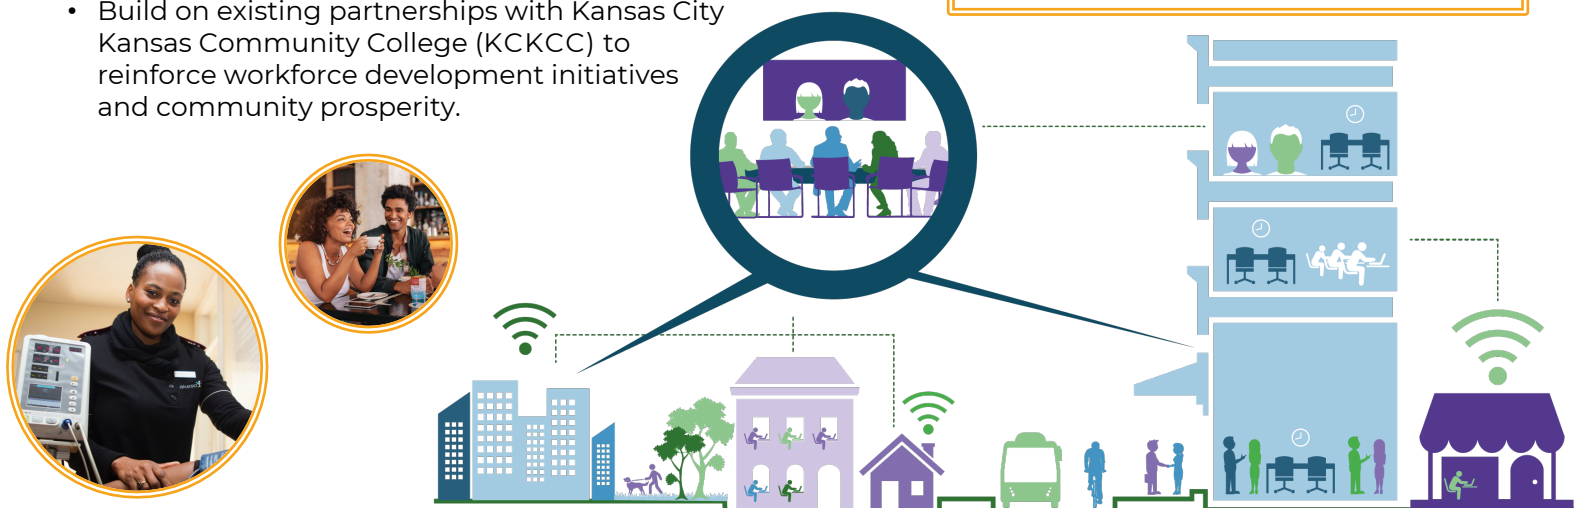 • Build on existing partnerships with Kansas City
Kansas Community College (KCKCC) to
reinforce workforce development initiatives
and community prosperity.